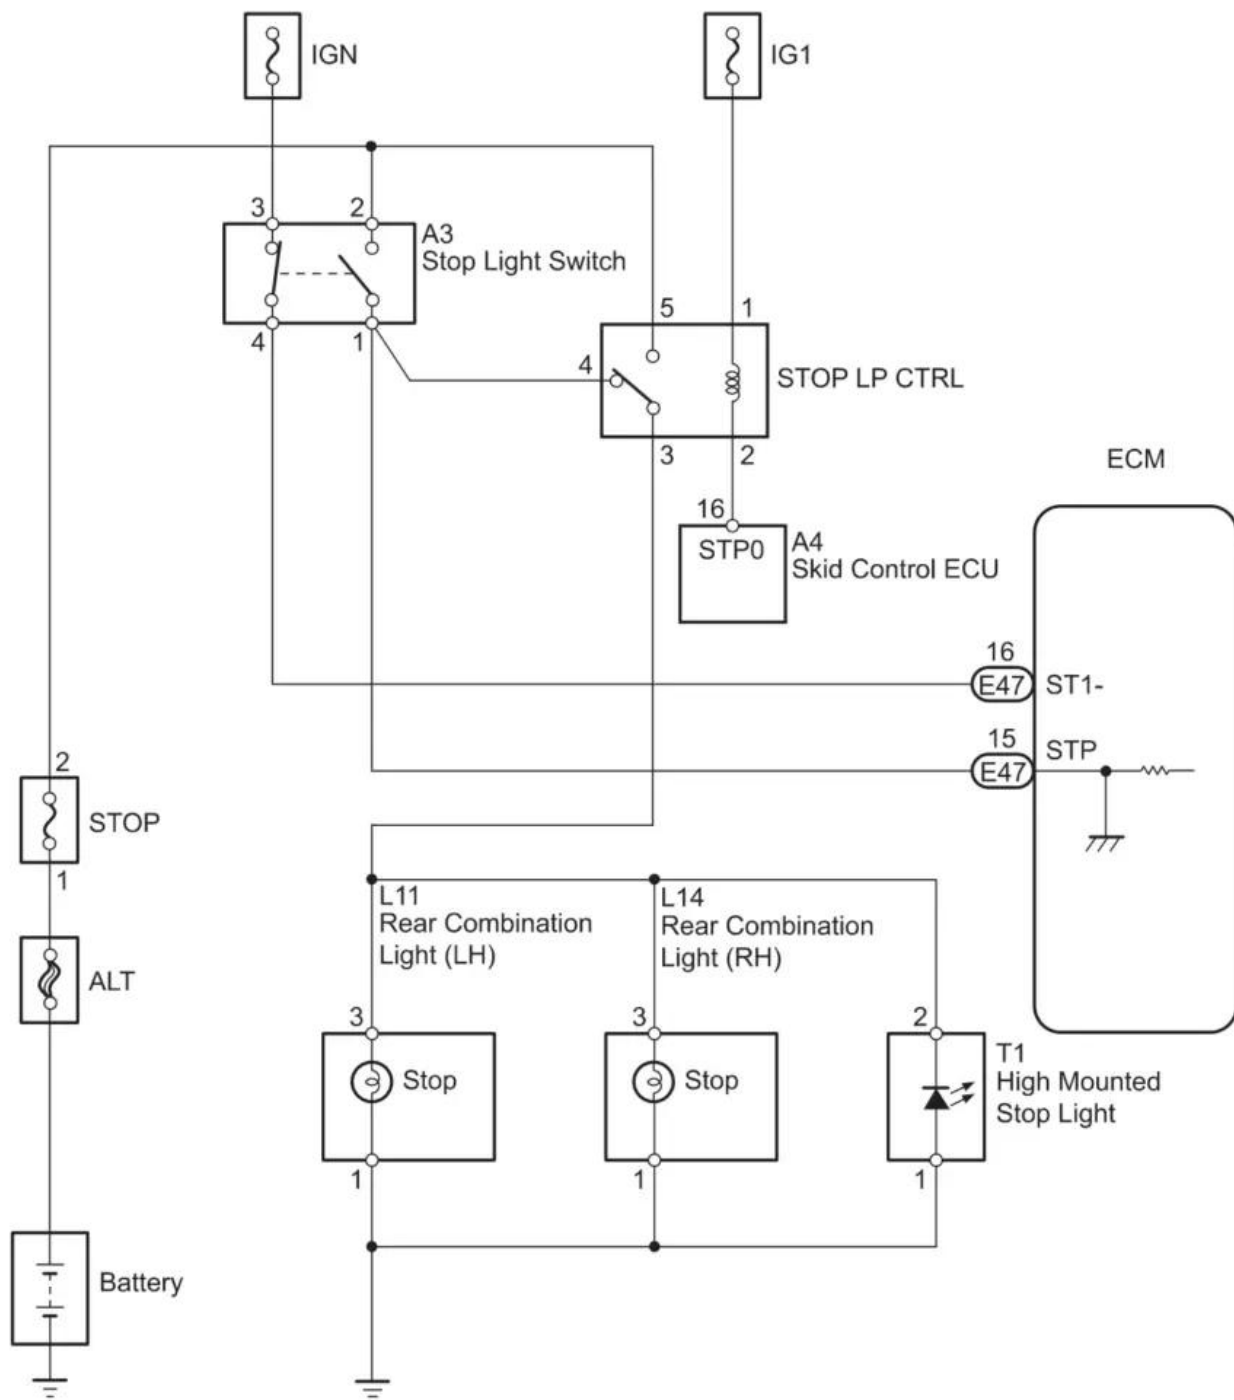 IGN
IG1
3
2
A3
Stop Light Switch
4
1
5
1
4
STOP LP CTRL
3
2
ECM
16
STP0
A4
Skid Control ECU
16
E47
ST1-
15
E47
STP
2
STOP
1
ALT
L11
Rear Combination
Light (LH)
L14
Rear Combination
Light (RH)
3
Stop
1
3
Stop
1
2
T1
High Mounted
Stop Light
1
Battery